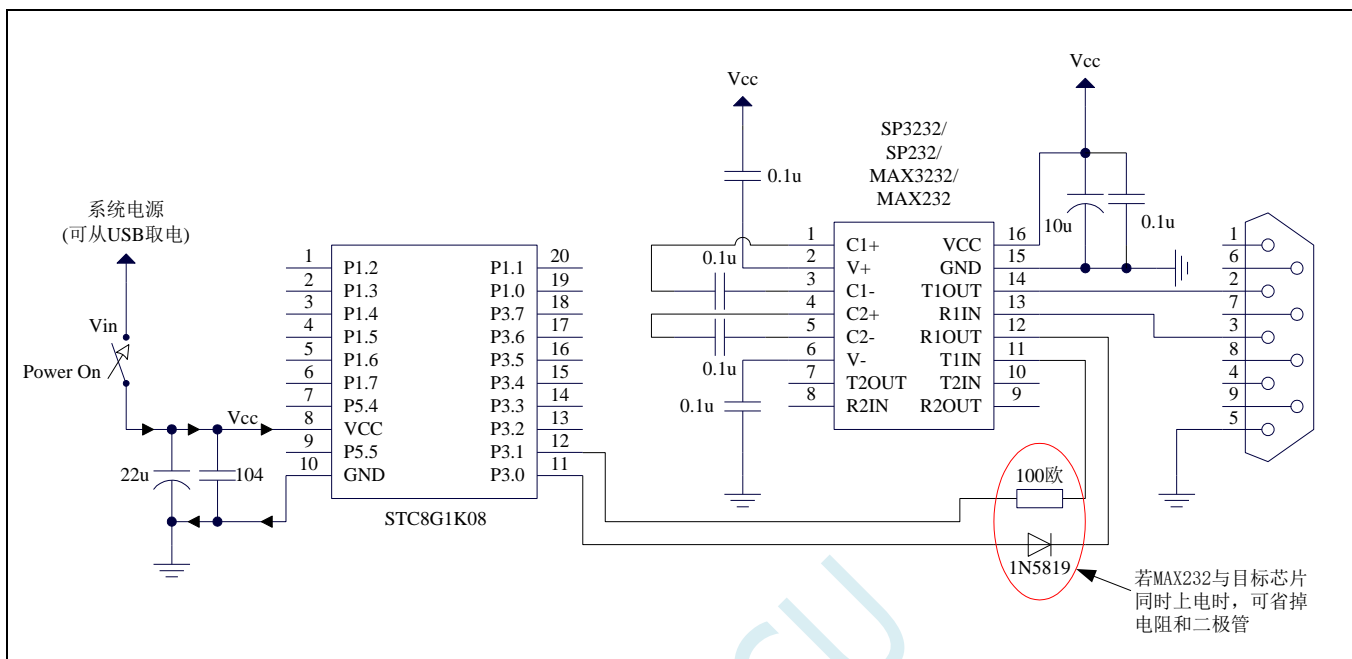 系统电源
(可从USB取电)
Vin
Power On
Vcc
22u
104
1 P1.2 P1.1 20
2 P1.3 P1.0 19
3 P1.4 P3.7 18
4 P1.5 P3.6 17
5 P1.6 P3.5 16
6 P1.7 P3.4 15
7 P5.4 P3.3 14
8 VCC P3.2 13
9 P5.5 P3.1 12
10 GND P3.0 11
STC8G1K08
Vcc
0.1u
0.1u
0.1u
0.1u
SP3232/
SP232/
MAX3232/
MAX232
1 C1+ VCC 16
2 V+ GND 15
3 C1- T1OUT 14
4 C2+ R1IN 13
5 C2- R1OUT 12
6 V- T1IN 11
7 T2OUT T2IN 10
8 R2IN R2OUT 9
Vcc
10u
0.1u
1
6
2
7
3
8
4
9
5
100欧
1N5819
若MAX232与目标芯片
同时上电时，可省掉
电阻和二极管
CU